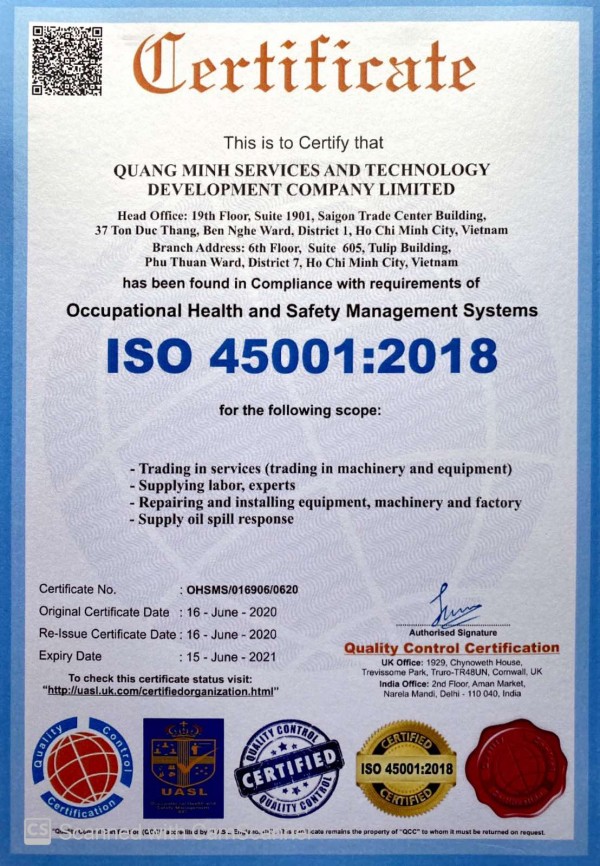 Certificate
This is to Certify that
QUANG MINH SERVICES AND TECHNOLOGY
DEVELOPMENT COMPANY LIMITED
Head Office: 19th Floor, Suite 1901, Saigon Trade Center Building,
37 Ton Duc Thang, Ben Nghe Ward, District 1, Ho Chi Minh City, Vietnam
Branch Address: 6th Floor, Suite 605, Tulip Building,
Phu Thuan Ward, District 7, Ho Chi Minh City, Vietnam
has been found in Compliance with requirements of
Occupational Health and Safety Management Systems
ISO 45001:2018
for the following scope:
- Trading in services (trading in machinery and equipment)
- Supplying labor, experts
- Repairing and installing equipment, machinery and factory
- Supply oil spill response
Certificate No. : OHSMS/016906/0620
Original Certificate Date : 16 - June - 2020
Re-Issue Certificate Date : 16 - June - 2020
Expiry Date : 15 - June - 2021
To check this certificate status visit:
"http://uasl.uk.com/certifiedorganization.html"
Authorised Signature
Quality Control Certification
UK Office: 1929, Chynoweth House,
Trevissome Park, Truro-TR48UN, Cornwall, UK
India Office: 2nd Floor, Aman Market,
Narela Mandi, Delhi - 110 040, India
Quality Control
Certification
UASL
QUALITY CONTROL
CERTIFIED
QUALITY CONTROL
CERTIFIED
ISO 45001:2018
CERTIFIED
CS Scanned with CamScanner
certificate remains the property of "QCC" to whom it must be returned on request.